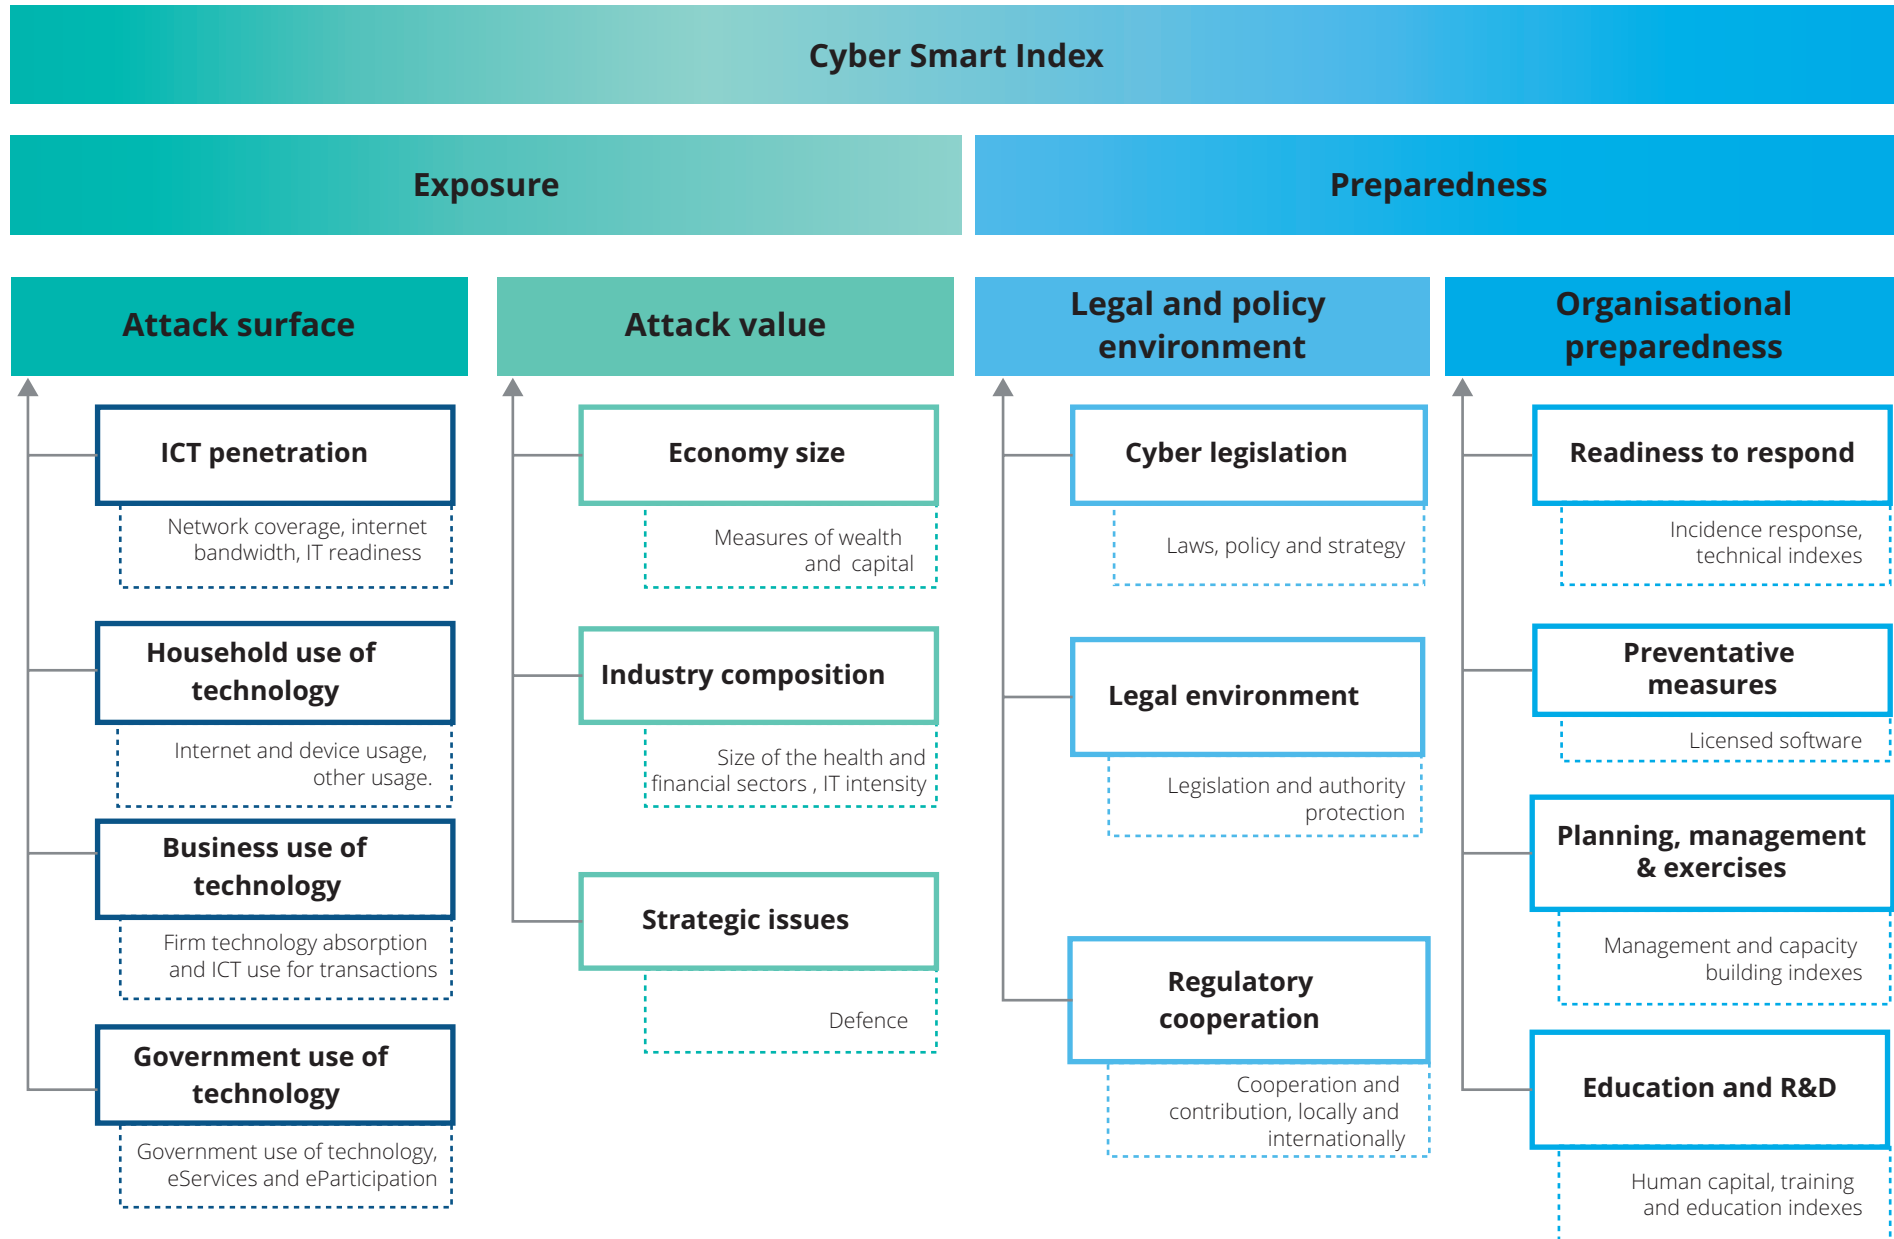 Cyber Smart Index
Exposure
Preparedness
Attack surface
ICT penetration
Network coverage, internet
bandwidth, IT readiness
Household use of
technology
Internet and device usage,
other usage.
Business use of
technology
Firm technology absorption
and ICT use for transactions
Government use of
technology
Government use of technology,
eServices and eParticipation
Attack value
Economy size
Measures of wealth
and capital
Industry composition
Size of the health and
financial sectors , IT intensity
Strategic issues
Defence
Legal and policy
environment
Cyber legislation
Laws, policy and strategy
Legal environment
Legislation and authority
protection
Regulatory
cooperation
Cooperation and
contribution, locally and
internationally
Organisational
preparedness
Readiness to respond
Incidence response,
technical indexes
Preventative
measures
Licensed software
Planning, management
& exercises
Management and capacity
building indexes
Education and R&D
Human capital, training
and education indexes